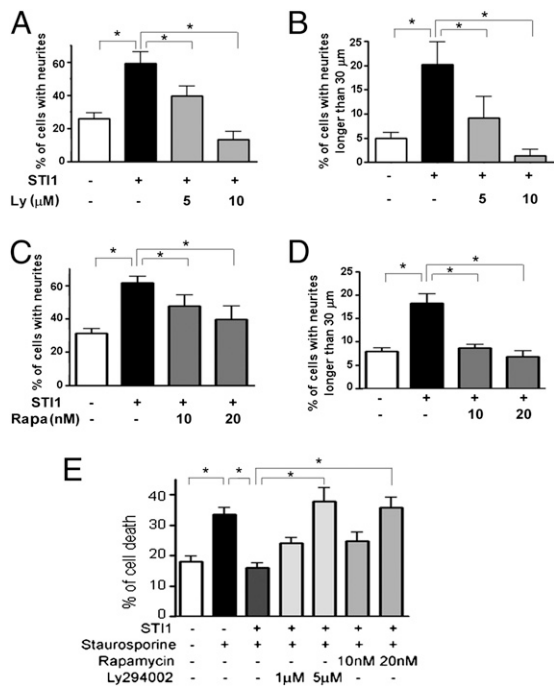 A
* * *
% of cells with neurites
60
40
20
0
STI1 - + + +
Ly (μM) - - 5 10
B
* * *
% of cells with neurites
longer than 30 μm
25
20
15
10
5
0
- + + +
- - 5 10
C
* * *
% of cells with neurites
60
40
20
0
STI1 - + + +
Rapa (nM) - - 10 20
D
* * *
% of cells with neurites
longer than 30 μm
25
20
15
10
5
0
- + + +
- - 10 20
E
* * * *
% of cell death
40
30
20
10
0
STI1 - - + + + + +
Staurosporine - + + + + + +
Rapamycin - - - - - 10nM 20nM
Ly294002 - - - 1μM 5μM - -